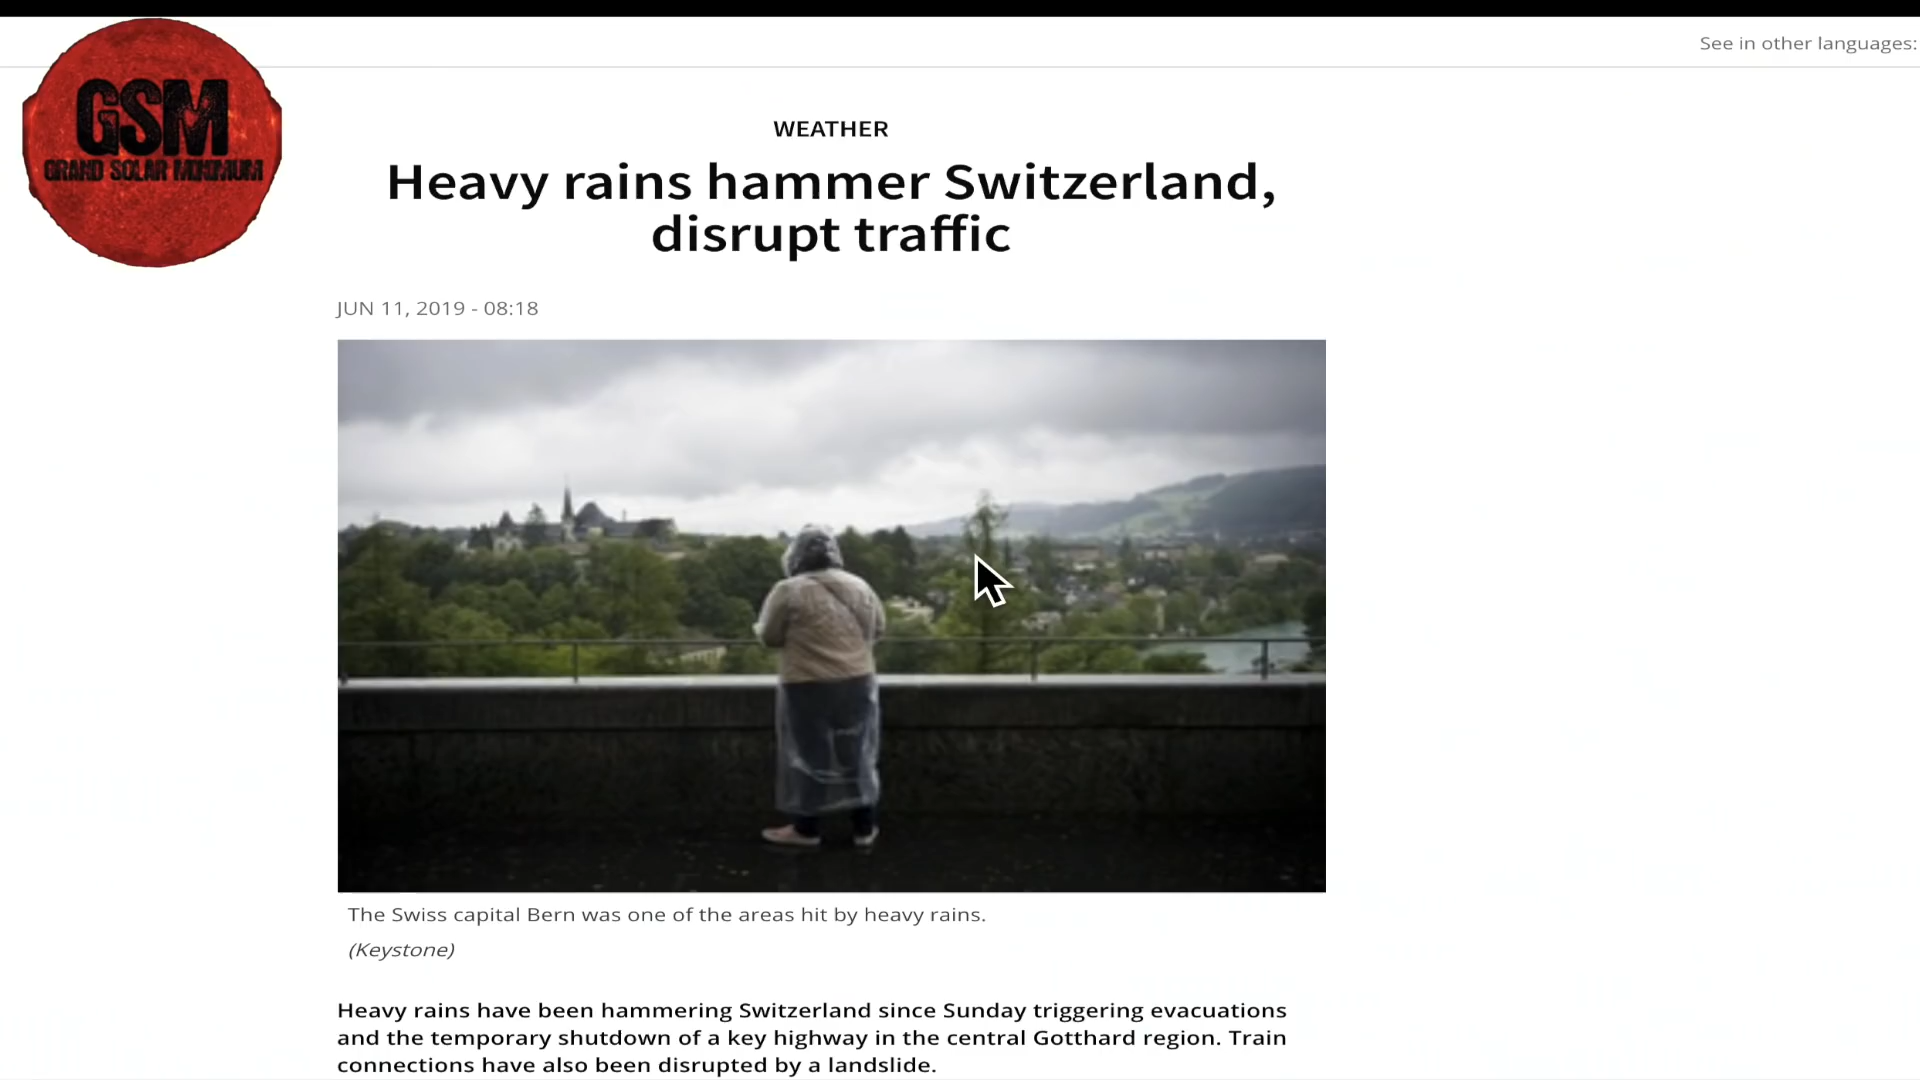 See in other languages:
GSM
GRAND SOLAR MINIMUM
WEATHER
Heavy rains hammer Switzerland,
disrupt traffic
JUN 11, 2019 - 08:18
The Swiss capital Bern was one of the areas hit by heavy rains.
(Keystone)
Heavy rains have been hammering Switzerland since Sunday triggering evacuations
and the temporary shutdown of a key highway in the central Gotthard region. Train
connections have also been disrupted by a landslide.